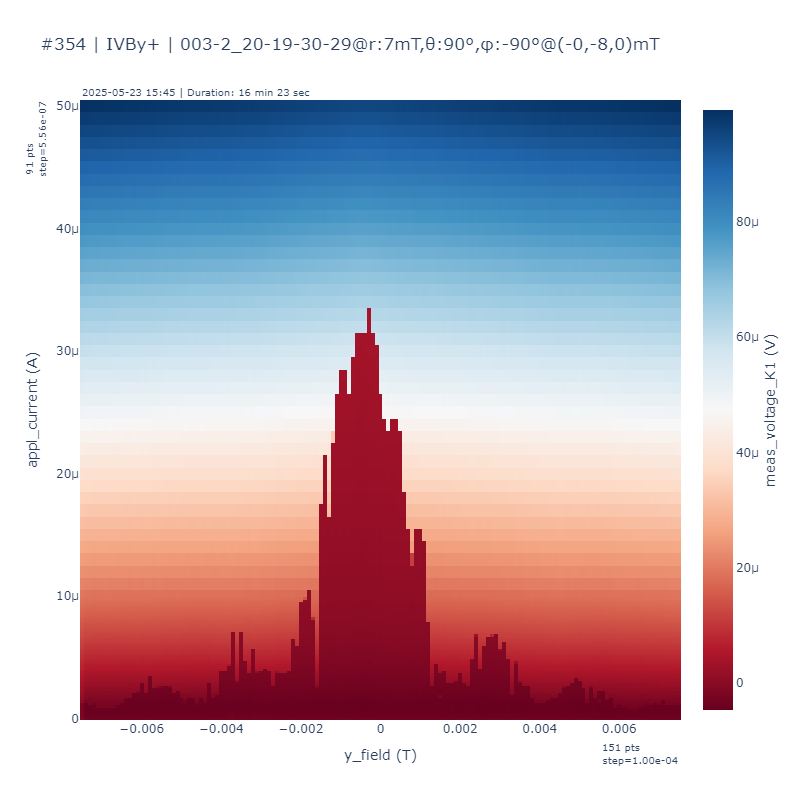 #354 | IVBy+ | 003-2_20-19-30-29@r:7mT,θ:90°,φ:-90°@(-0,-8,0)mT
2025-05-23 15:45 | Duration: 16 min 23 sec
91 pts
step=5.56e-07
appl_current (A)
50μ
40μ
30μ
20μ
10μ
0
−0.006
−0.004
−0.002
0
0.002
0.004
0.006
y_field (T)
151 pts
step=1.00e-04
80μ
60μ
40μ
20μ
0
meas_voltage_K1 (V)